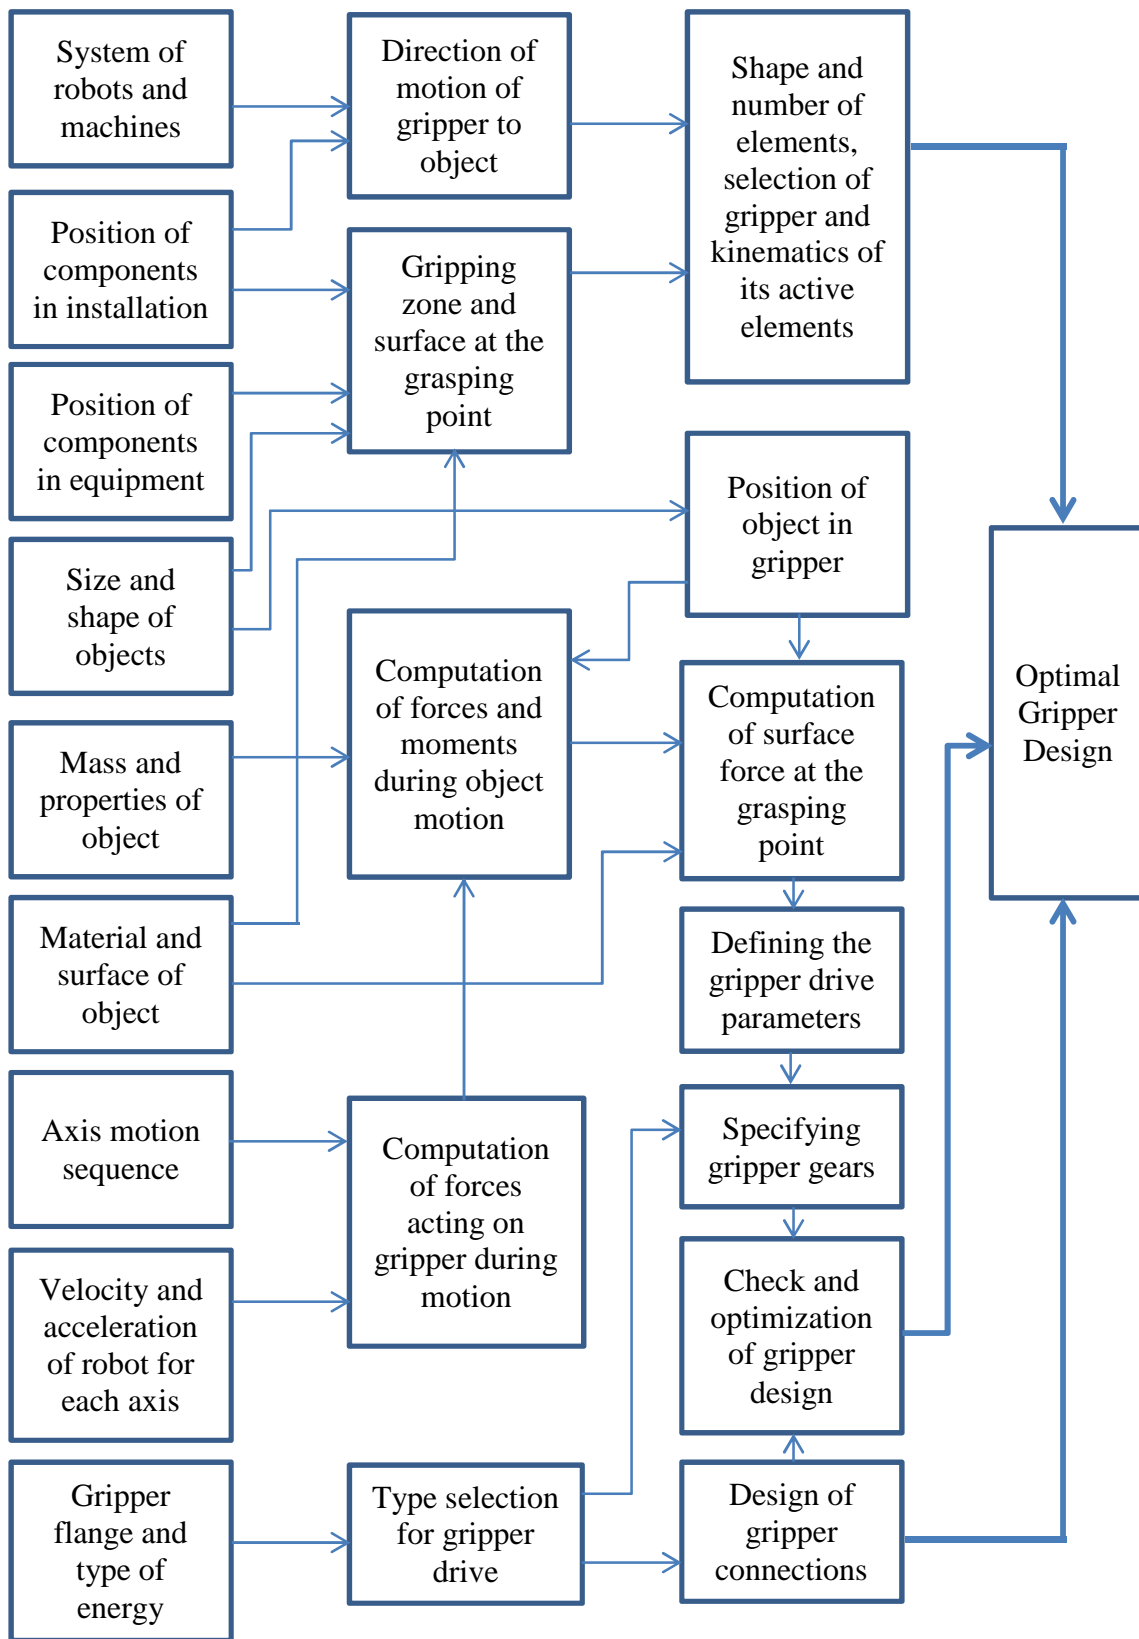 System of
robots and
machines
Position of
components
in installation
Position of
components
in equipment
Size and
shape of
objects
Mass and
properties of
object
Material and
surface of
object
Axis motion
sequence
Velocity and
acceleration
of robot for
each axis
Gripper
flange and
type of
energy
Direction of
motion of
gripper to
object
Gripping
zone and
surface at the
grasping
point
Computation
of forces and
moments
during object
motion
Computation
of forces
acting on
gripper during
motion
Type selection
for gripper
drive
Shape and
number of
elements,
selection of
gripper and
kinematics of
its active
elements
Position of
object in
gripper
Computation
of surface
force at the
grasping
point
Defining the
gripper drive
parameters
Specifying
gripper gears
Check and
optimization
of gripper
design
Design of
gripper
connections
Optimal
Gripper
Design